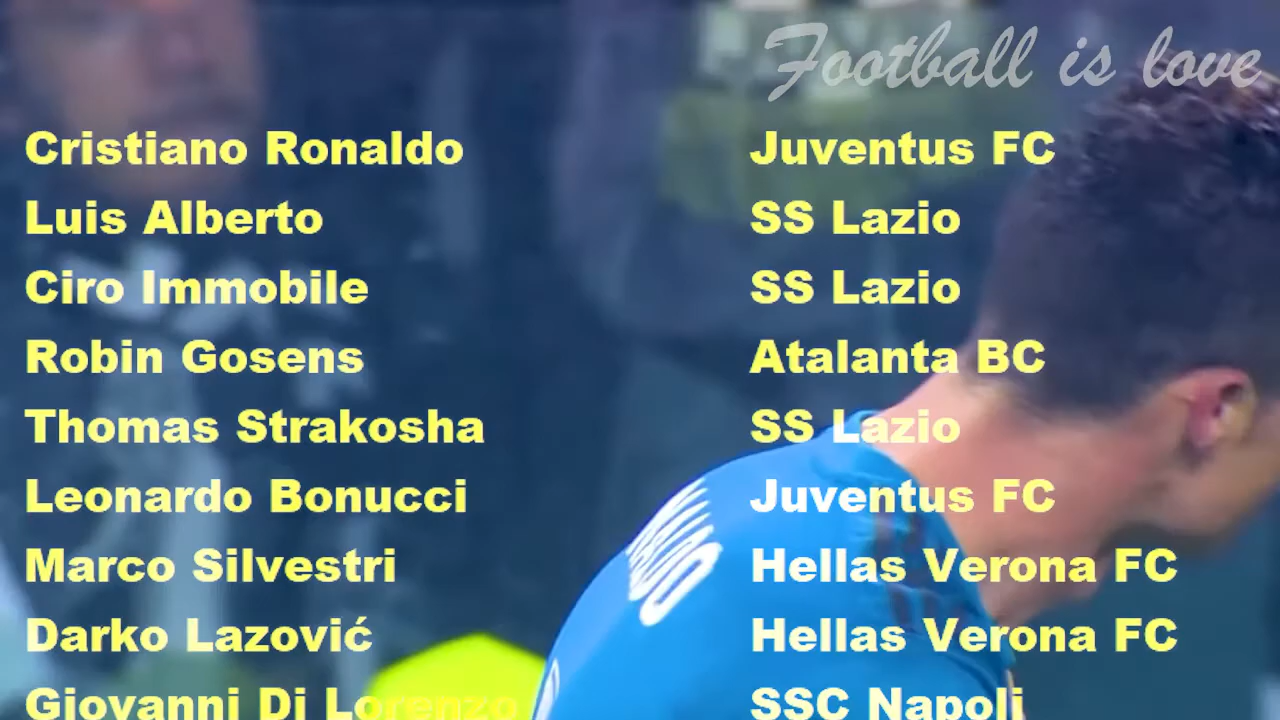 Football is love
Cristiano Ronaldo Juventus FC
Luis Alberto SS Lazio
Ciro Immobile SS Lazio
Robin Gosens Atalanta BC
Thomas Strakosha SS Lazio
Leonardo Bonucci Juventus FC
Marco Silvestri Hellas Verona FC
Darko Lazović Hellas Verona FC
Giovanni Di Lorenzo SSC Napoli